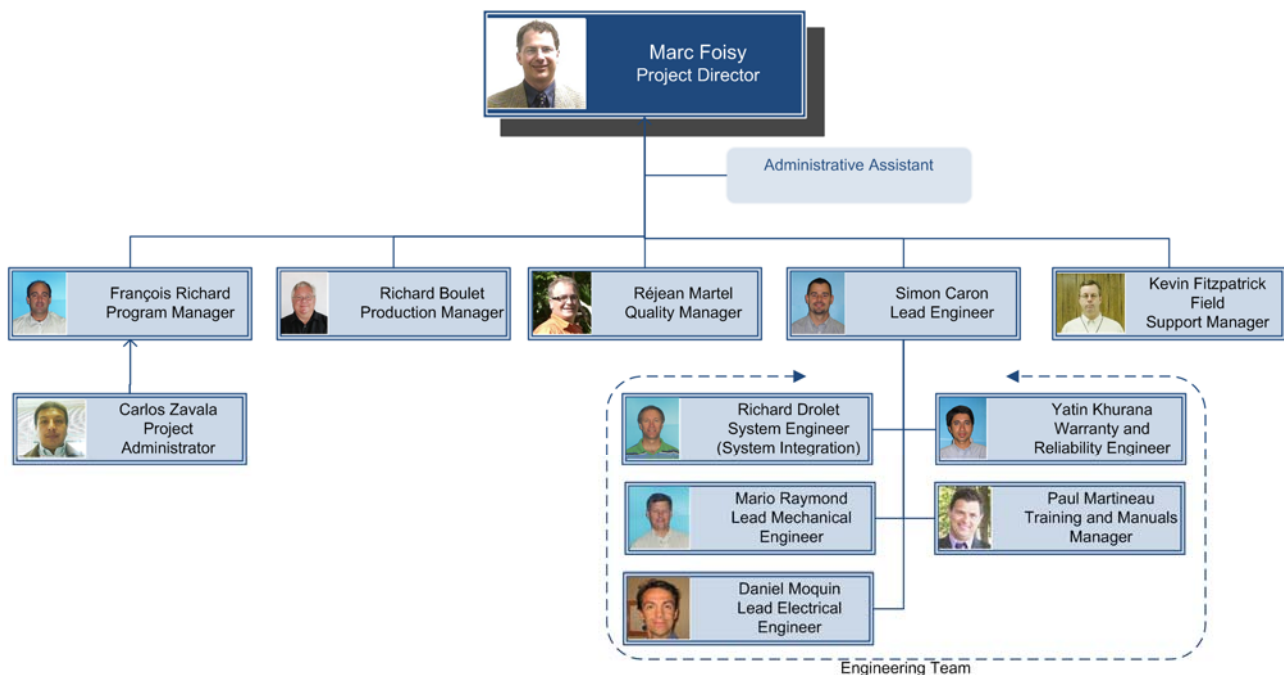 Marc Foisy
Project Director
Administrative Assistant
François Richard
Program Manager
Richard Boulet
Production Manager
Réjean Martel
Quality Manager
Simon Caron
Lead Engineer
Kevin Fitzpatrick
Field
Support Manager
Carlos Zavala
Project
Administrator
Richard Drolet
System Engineer
(System Integration)
Yatin Khurana
Warranty and
Reliability Engineer
Mario Raymond
Lead Mechanical
Engineer
Paul Martineau
Training and Manuals
Manager
Daniel Moquin
Lead Electrical
Engineer
Engineering Team